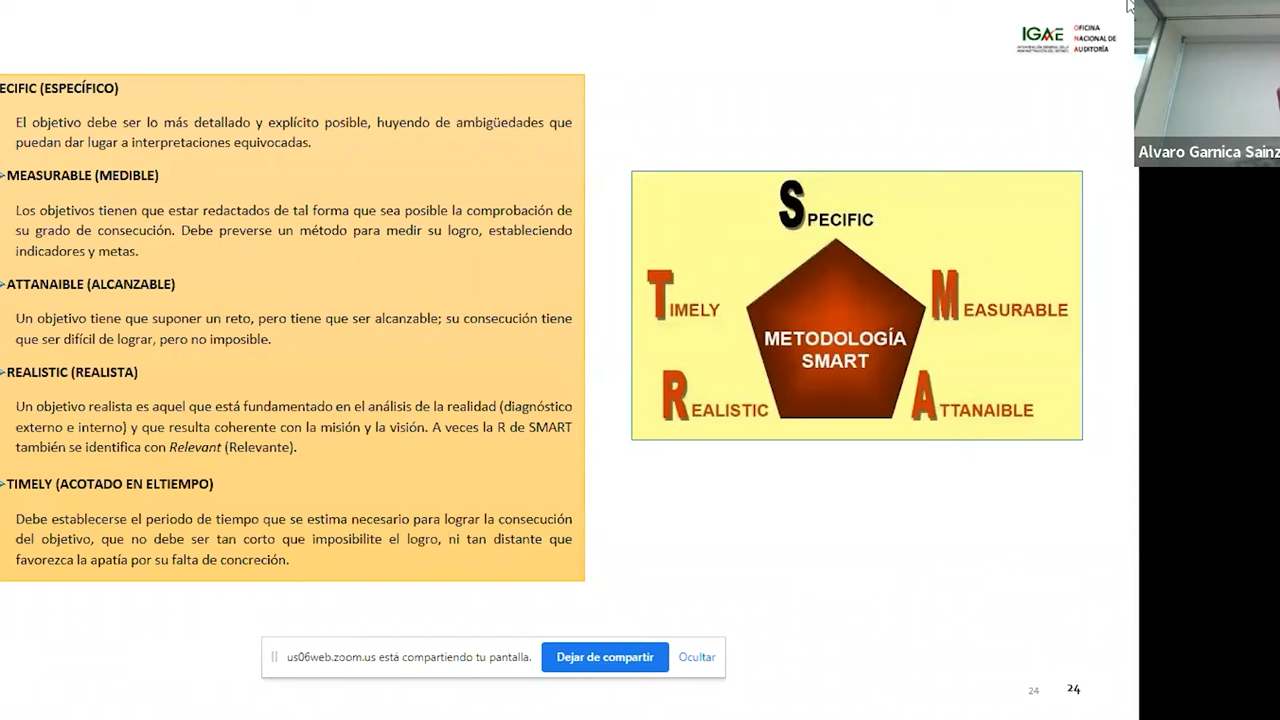 IGAE
OFICINA
NACIONAL DE
AUDITORÍA
ECIFIC (ESPECÍFICO)
El objetivo debe ser lo más detallado y explícito posible, huyendo de ambigüedades que
puedan dar lugar a interpretaciones equivocadas.
MEASURABLE (MEDIBLE)
Los objetivos tienen que estar redactados de tal forma que sea posible la comprobación de
su grado de consecución. Debe preverse un método para medir su logro, estableciendo
indicadores y metas.
ATTANAIBLE (ALCANZABLE)
Un objetivo tiene que suponer un reto, pero tiene que ser alcanzable; su consecución tiene
que ser difícil de lograr, pero no imposible.
REALISTIC (REALISTA)
Un objetivo realista es aquel que está fundamentado en el análisis de la realidad (diagnóstico
externo e interno) y que resulta coherente con la misión y la visión. A veces la R de SMART
también se identifica con Relevant (Relevante).
TIMELY (ACOTADO EN ELTIEMPO)
Debe establecerse el periodo de tiempo que se estima necesario para lograr la consecución
del objetivo, que no debe ser tan corto que imposibilite el logro, ni tan distante que
favorezca la apatía por su falta de concreción.
SPECIFIC
TIMELY
MEASURABLE
METODOLOGÍA
SMART
REALISTIC
ATTANAIBLE
Alvaro Garnica Sainz
us06web.zoom.us está compartiendo tu pantalla.
Dejar de compartir
Ocultar
24
24